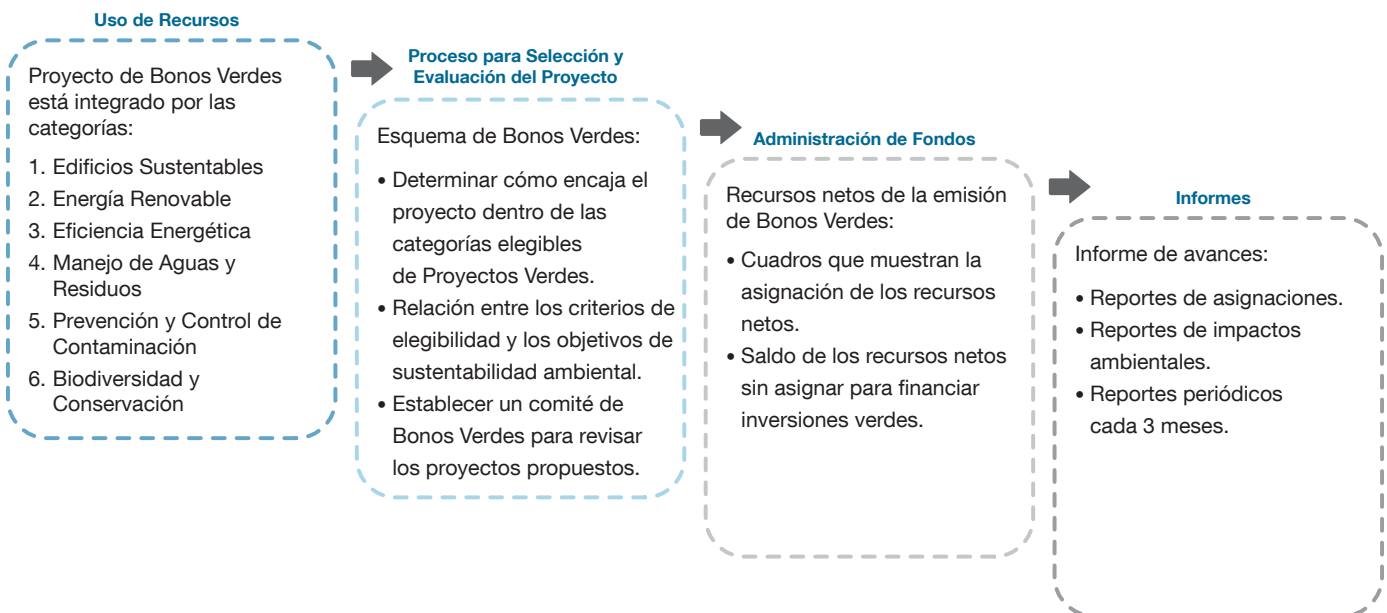 Uso de Recursos
Proyecto de Bonos Verdes
está integrado por las
categorías:
1. Edificios Sustentables
2. Energía Renovable
3. Eficiencia Energética
4. Manejo de Aguas y
Residuos
5. Prevención y Control de
Contaminación
6. Biodiversidad y
Conservación
Proceso para Selección y
Evaluación del Proyecto
Esquema de Bonos Verdes:
• Determinar cómo encaja el
proyecto dentro de las
categorías elegibles
de Proyectos Verdes.
• Relación entre los criterios de
elegibilidad y los objetivos de
sustentabilidad ambiental.
• Establecer un comité de
Bonos Verdes para revisar
los proyectos propuestos.
Administración de Fondos
Recursos netos de la emisión
de Bonos Verdes:
• Cuadros que muestran la
asignación de los recursos
netos.
• Saldo de los recursos netos
sin asignar para financiar
inversiones verdes.
Informes
Informe de avances:
• Reportes de asignaciones.
• Reportes de impactos
ambientales.
• Reportes periódicos
cada 3 meses.